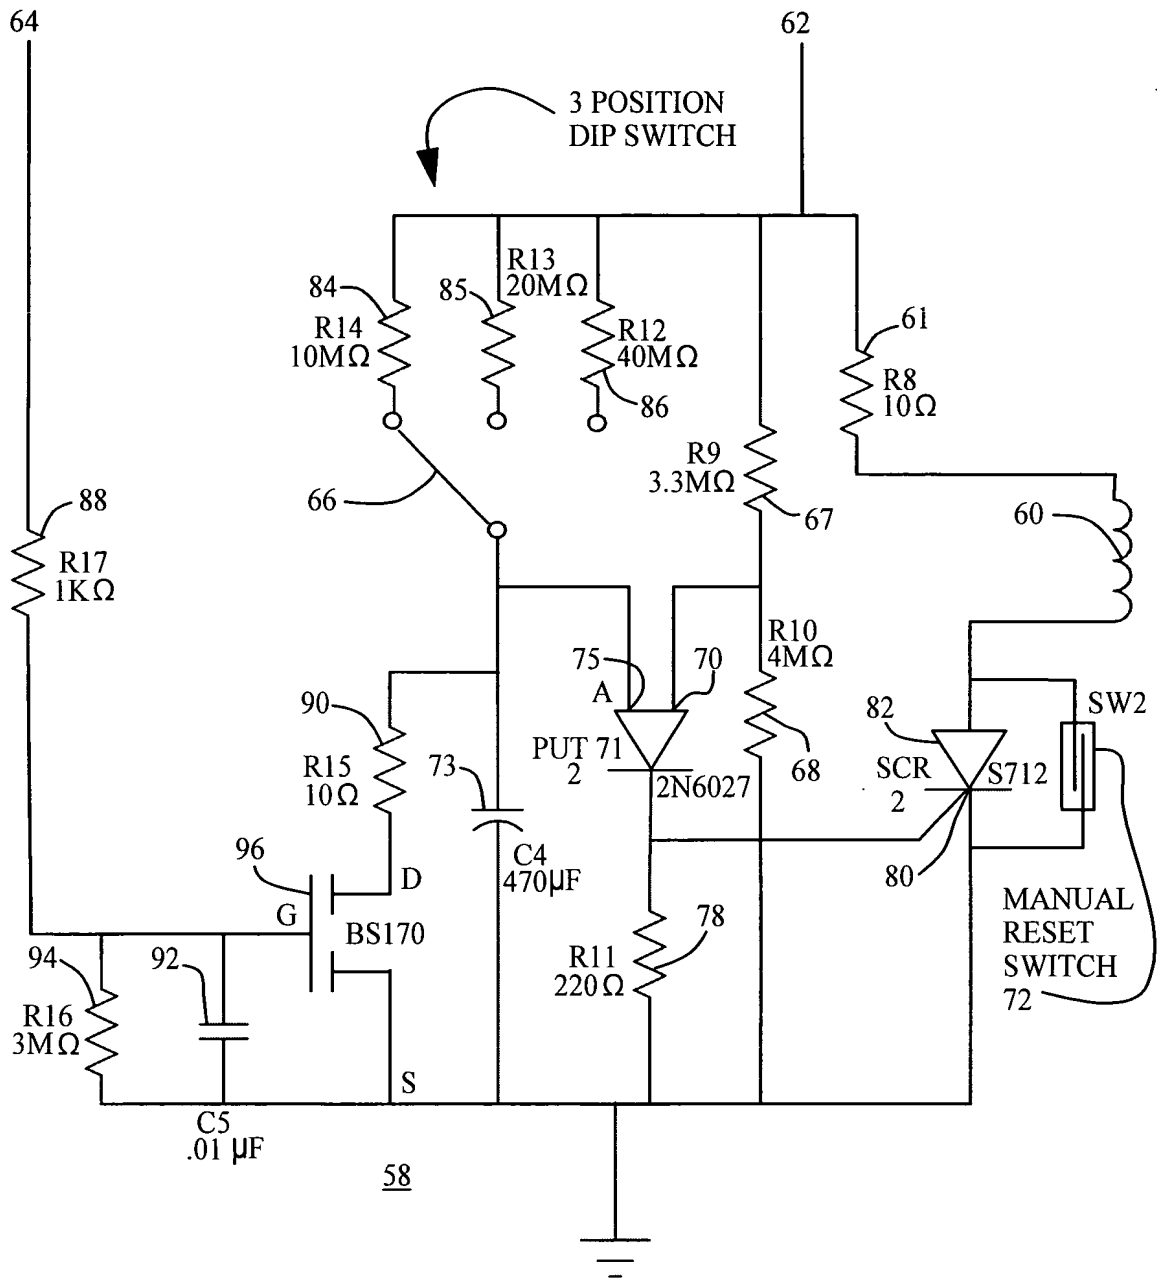 64
62
3 POSITION
DIP SWITCH
R13
20MΩ
84
85
61
R14
10MΩ
R12
40MΩ
R8
10Ω
86
R9
3.3MΩ
88
66
67
60
R17
1KΩ
R10
4MΩ
75
70
A
90
82
SW2
73
PUT 71
2
68
R15
10Ω
2N6027
SCR
2
S712
96
D
C4
470µF
80
G
BS170
MANUAL
RESET
SWITCH
72
94
92
78
R11
220Ω
R16
3MΩ
S
C5
.01 µF
58